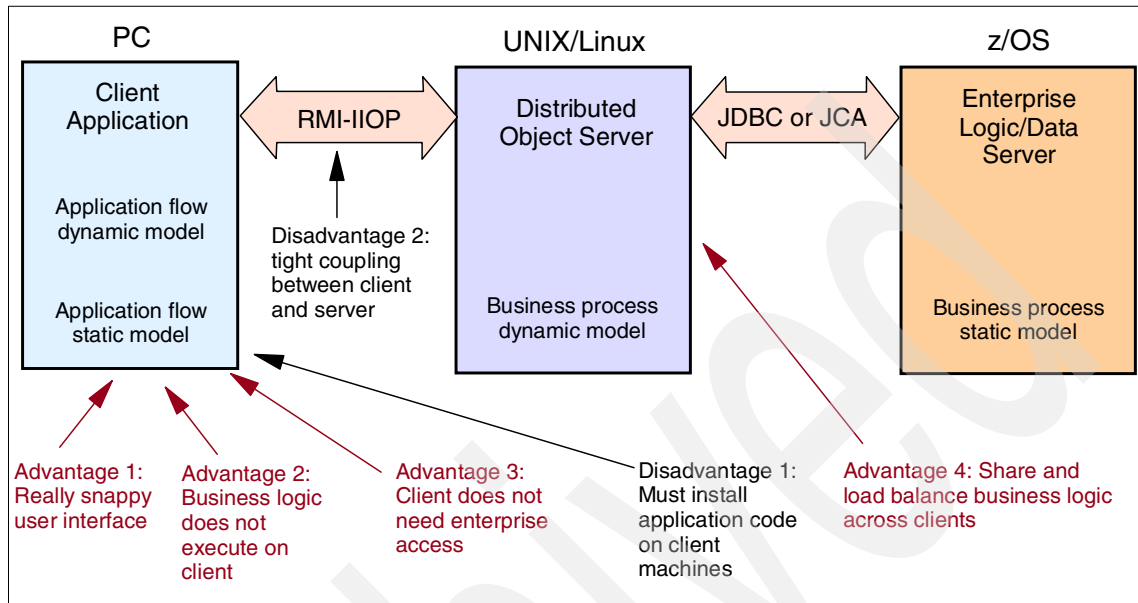 PC
UNIX/Linux
z/OS
Client
Application
RMI-IIOP
Distributed
Object Server
JDBC or JCA
Enterprise
Logic/Data
Server
Application flow
dynamic model
Disadvantage 2:
tight coupling
between client
and server
Application flow
static model
Business process
dynamic model
Business process
static model
Advantage 1:
Really snappy
user interface
Advantage 2:
Business logic
does not
execute on
client
Advantage 3:
Client does not
need enterprise
access
Disadvantage 1:
Must install
application code
on client
machines
Advantage 4: Share and
load balance business logic
across clients